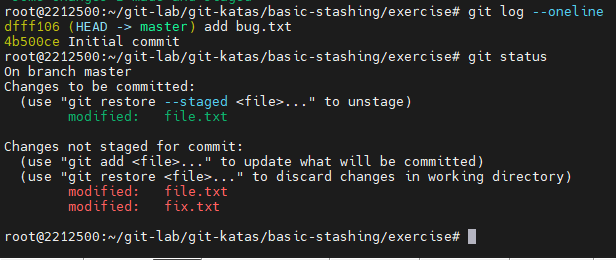 root@2212500:~/git-lab/git-katas/basic-stashing/exercise# git log --oneline
dfff106 (HEAD -> master) add bug.txt
4b500ce Initial commit
root@2212500:~/git-lab/git-katas/basic-stashing/exercise# git status
On branch master
Changes to be committed:
  (use "git restore --staged <file>..." to unstage)
        modified:   file.txt

Changes not staged for commit:
  (use "git add <file>..." to update what will be committed)
  (use "git restore <file>..." to discard changes in working directory)
        modified:   file.txt
        modified:   fix.txt

root@2212500:~/git-lab/git-katas/basic-stashing/exercise#